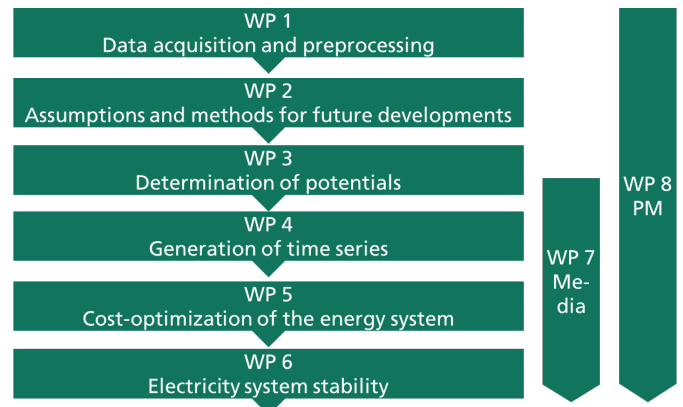 WP 1
Data acquisition and preprocessing
WP 2
Assumptions and methods for future developments
WP 3
Determination of potentials
WP 4
Generation of time series
WP 5
Cost-optimization of the energy system
WP 6
Electricity system stability
WP 7
Me-
dia
WP 8
PM